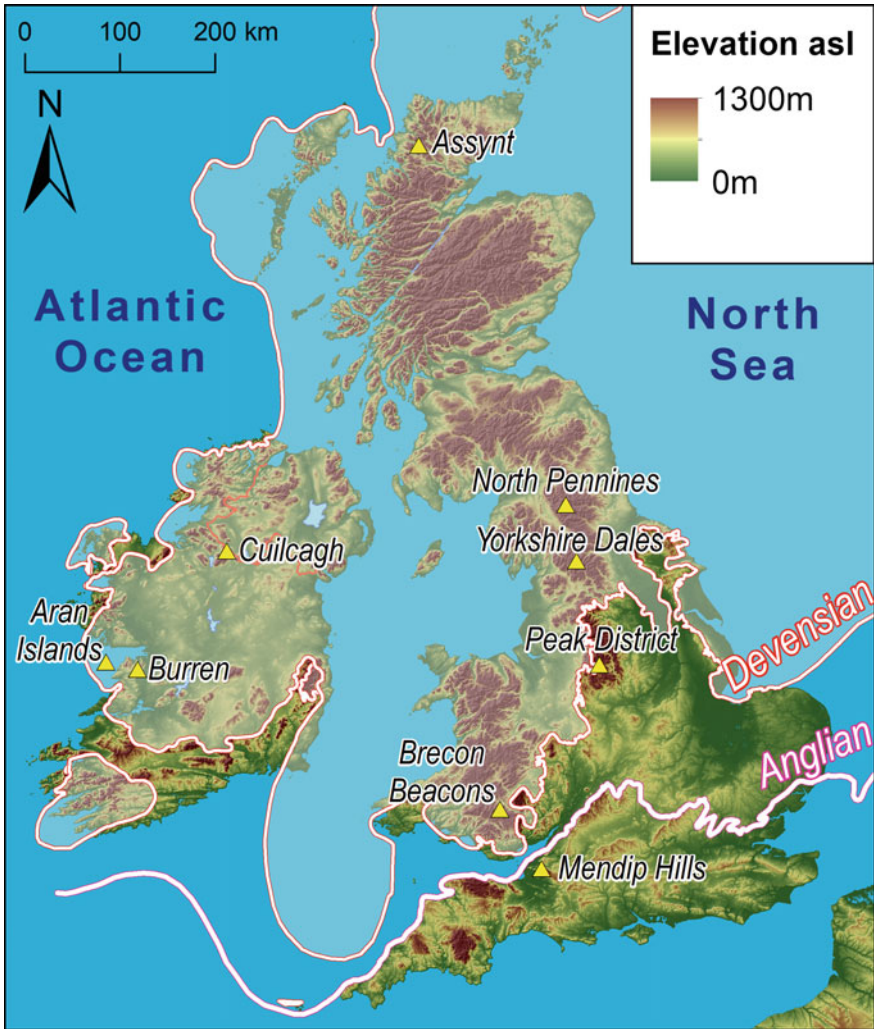 0 100 200 km
Elevation asl
1300m
0m
N
Assynt
Atlantic
Ocean
North
Sea
North Pennines
Yorkshire Dales
Cuilcagh
Aran
Islands
Burren
Peak District
Devensian
Anglian
Brecon
Beacons
Mendip Hills